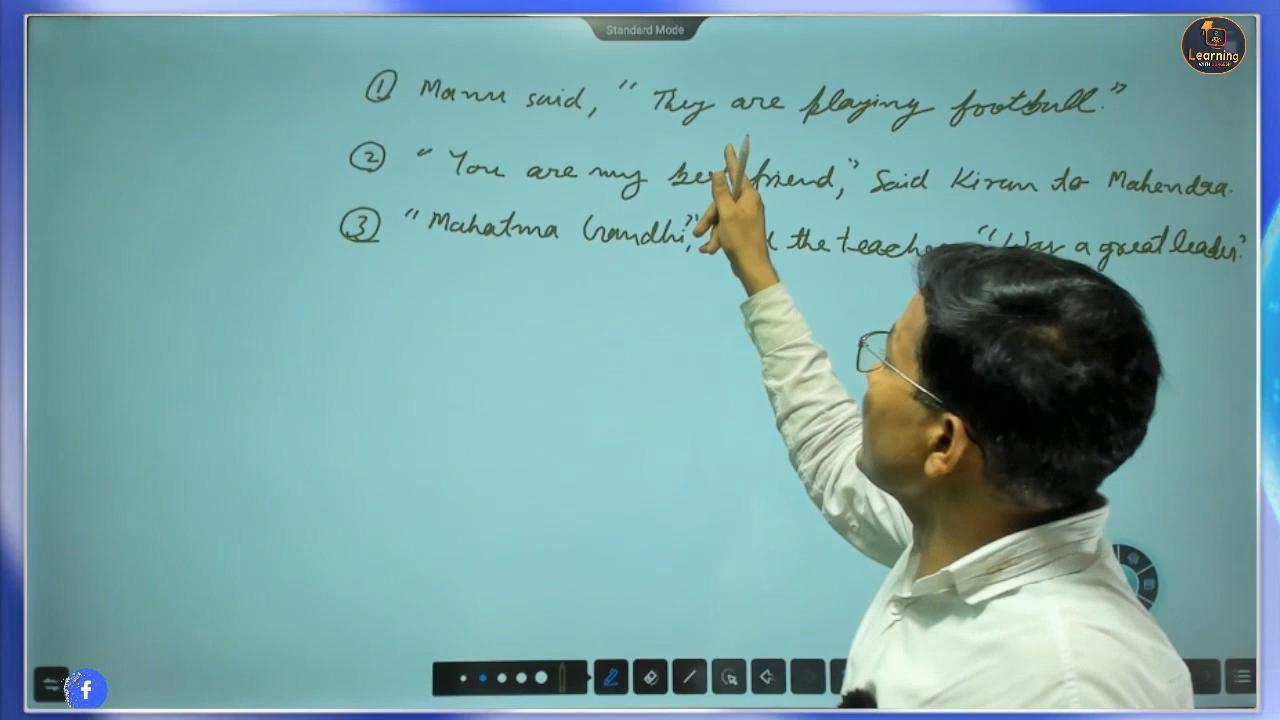 Standard Mode
Learning
① Manu said, “ They are playing football.”
② “ You are my friend,” Said Kiran to Mahendra.
③ “ Mahatma Gandhi,” the “ Was a great leader.”
f